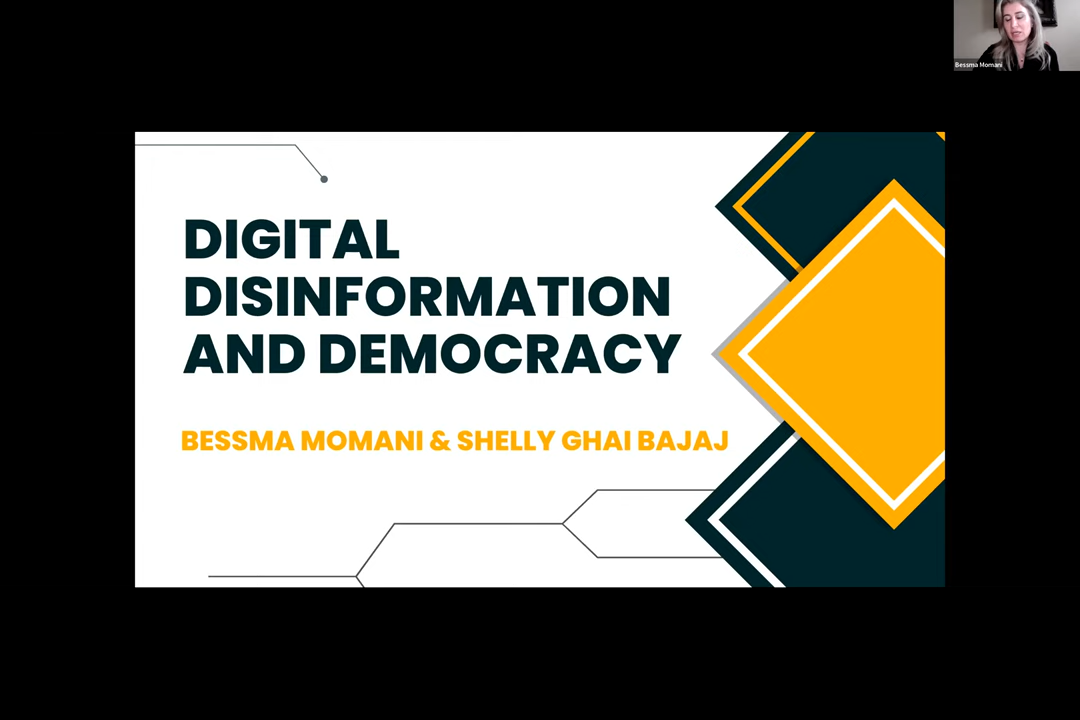 Bessma Momani
DIGITAL
DISINFORMATION
AND DEMOCRACY
BESSMA MOMANI & SHELLY GHAI BAJAJ